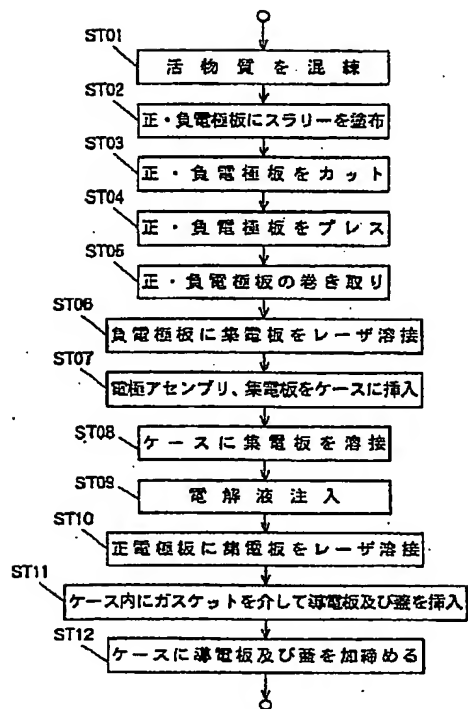 ST01
活物質を混練
ST02
正・負電極板にスラリーを塗布
ST03
正・負電極板をカット
ST04
正・負電極板をプレス
ST05
正・負電極板の巻き取り
ST06
負電極板に集電板をレーザ溶接
ST07
電極アセンブリ、集電板をケースに挿入
ST08
ケースに集電板を溶接
ST09
電解液注入
ST10
正電極板に集電板をレーザ溶接
ST11
ケース内にガスケットを介して導電板及び蓋を挿入
ST12
ケースに導電板及び蓋を加締める